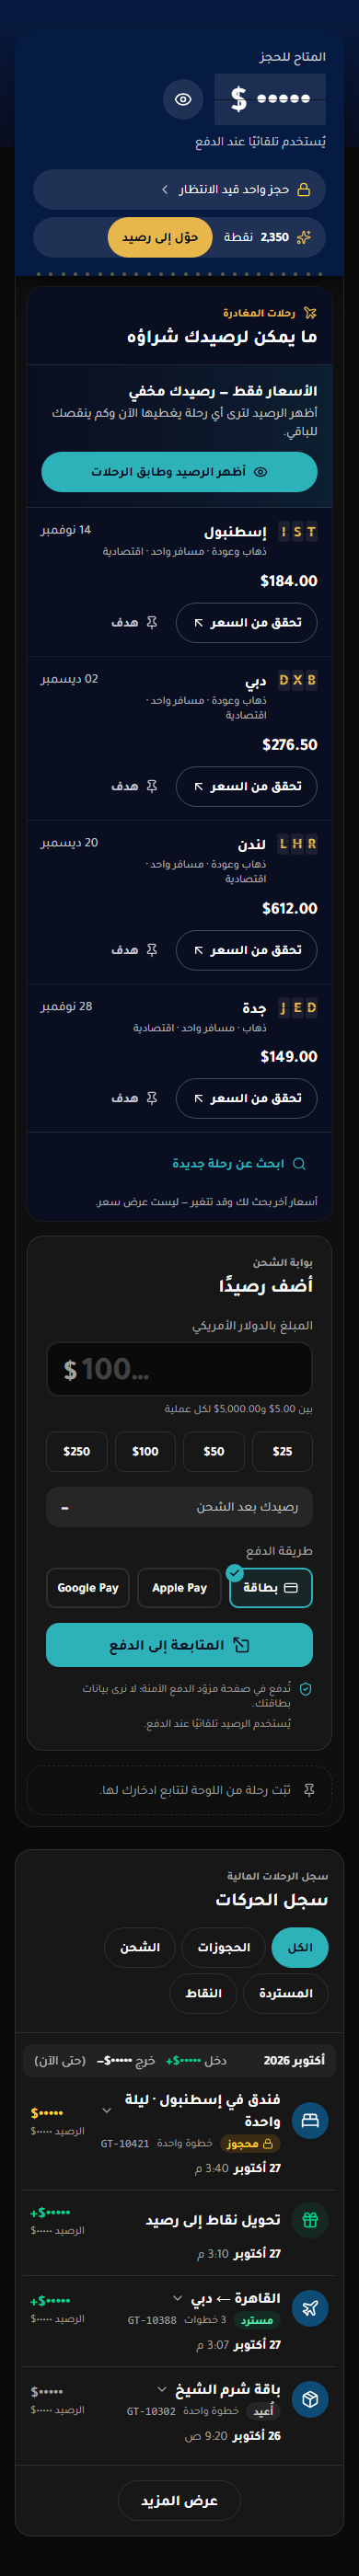 المتاح للحجز
$ •••••
يُستخدم تلقائيًا عند الدفع
حجز واحد قيد الانتظار
2,350 نقطة
حوّل إلى رصيد
رحلات المغادرة
ما يمكن لرصيدك شراؤه
الأسعار فقط – رصيدك مخفي
أظهر الرصيد لترى أي رحلة يغطيها الآن وكم ينقصك للباقي.
أظهر الرصيد وطابق الرحلات
IST إسطنبول 14 نوفمبر
ذهاب وعودة · مسافر واحد · اقتصادية
$184.00
تحقق من السعر هدف
DXB دبي 02 ديسمبر
ذهاب وعودة · مسافر واحد ·
اقتصادية
$276.50
تحقق من السعر هدف
LHR لندن 20 ديسمبر
ذهاب وعودة · مسافر واحد ·
اقتصادية
$612.00
تحقق من السعر هدف
JED جدة 28 نوفمبر
ذهاب · مسافر واحد · اقتصادية
$149.00
تحقق من السعر هدف
ابحث عن رحلة جديدة
أسعار آخر بحث لك وقد تتغير – ليست عرض سعر.
بوابة الشحن
أضف رصيدًا
المبلغ بالدولار الأمريكي
$ 100...
بين 5.00$ و5,000.00$ لكل عملية
$25 $50 $100 $250
رصيدك بعد الشحن –
طريقة الدفع
بطاقة Apple Pay Google Pay
المتابعة إلى الدفع
تُدفع في صفحة مزوّد الدفع الآمنة: لا نرى بيانات
بطاقتك.
يُستخدم الرصيد تلقائيًا عند الدفع.
ثبّت رحلة من اللوحة لتتابع ادخارك لها.
سجل الرحلات المالية
سجل الحركات
الكل الحجوزات الشحن
المستردة النقاط
أكتوبر 2026 دخل +$••••• خرج –$••••• (حتى الآن)
فندق في إسطنبول · ليلة
واحدة
$•••••
محجوز خطوة واحدة GT-10421
الرصيد $•••••
27 أكتوبر 3:40 م
تحويل نقاط إلى رصيد +$•••••
الرصيد $•••••
27 أكتوبر 3:10 م
القاهرة ← دبي +$•••••
مسترد 3 خطوات GT-10388 الرصيد $•••••
27 أكتوبر 3:07 م
باقة شرم الشيخ $•••••
أُعيد خطوة واحدة GT-10302 الرصيد $•••••
26 أكتوبر 9:20 ص
عرض المزيد